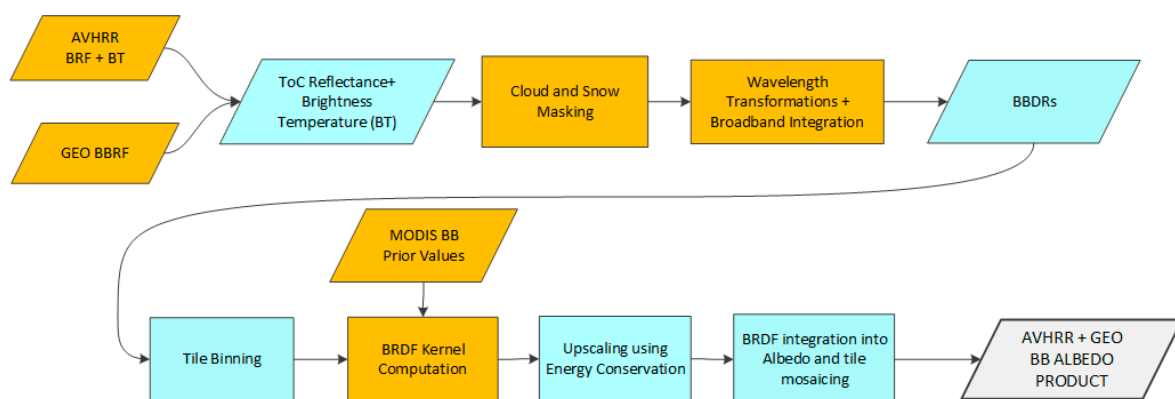 AVHRR
BRF + BT
GEO BBRF
ToC Reflectance+
Brightness
Temperature (BT)
Cloud and Snow
Masking
Wavelength
Transformations +
Broadband Integration
BBDRs
MODIS BB
Prior Values
Tile Binning
BRDF Kernel
Computation
Upscaling using
Energy Conservation
BRDF integration into
Albedo and tile
mosaicing
AVHRR + GEO
BB ALBEDO
PRODUCT